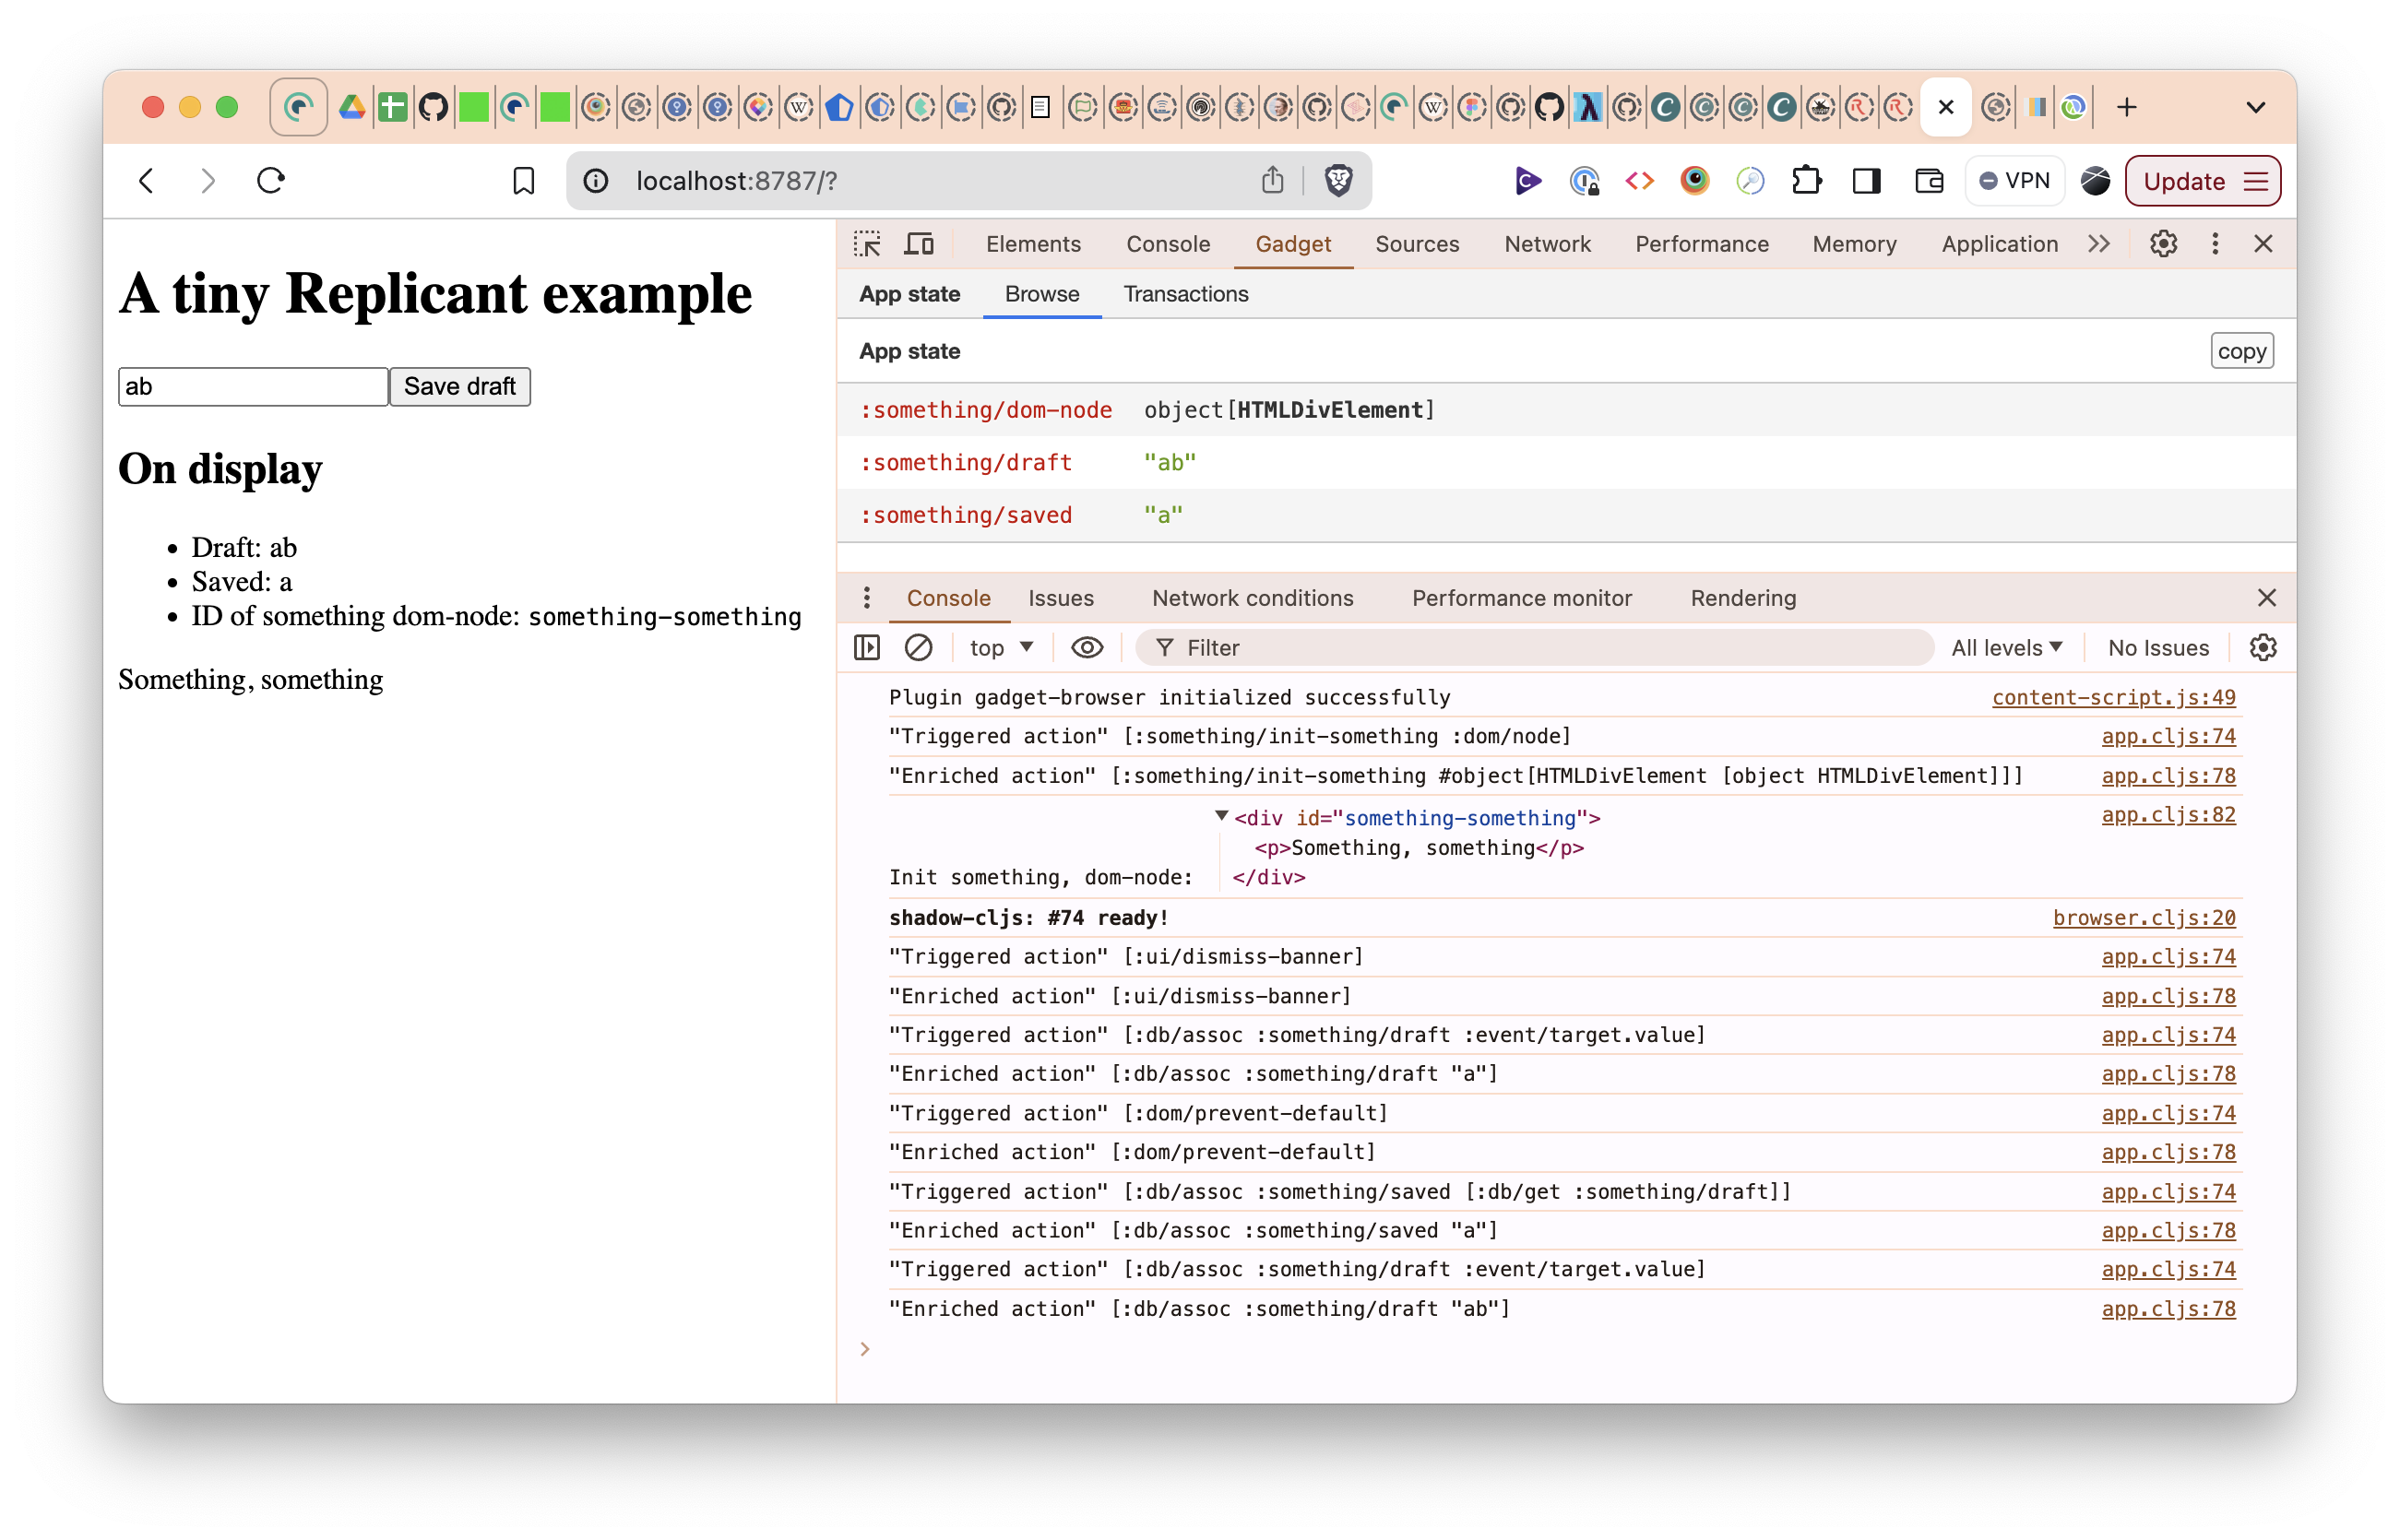 localhost:8787/?
VPN
Update
A tiny Replicant example
ab
Save draft
On display
Draft: ab
Saved: a
ID of something dom-node: something-something
Something, something
Elements Console Gadget Sources Network Performance Memory Application
App state Browse Transactions
App state
copy
:something/dom-node object[HTMLDivElement]
:something/draft "ab"
:something/saved "a"
Console Issues Network conditions Performance monitor Rendering
top Filter All levels No Issues
Plugin gadget-browser initialized successfully content-script.js:49
"Triggered action" [:something/init-something :dom/node] app.cljs:74
"Enriched action" [:something/init-something #object[HTMLDivElement [object HTMLDivElement]]] app.cljs:78
<div id="something-something"> app.cljs:82
<p>Something, something</p>
Init something, dom-node: </div>
shadow-cljs: #74 ready! browser.cljs:20
"Triggered action" [:ui/dismiss-banner] app.cljs:74
"Enriched action" [:ui/dismiss-banner] app.cljs:78
"Triggered action" [:db/assoc :something/draft :event/target.value] app.cljs:74
"Enriched action" [:db/assoc :something/draft "a"] app.cljs:78
"Triggered action" [:dom/prevent-default] app.cljs:74
"Enriched action" [:dom/prevent-default] app.cljs:78
"Triggered action" [:db/assoc :something/saved [:db/get :something/draft]] app.cljs:74
"Enriched action" [:db/assoc :something/saved "a"] app.cljs:78
"Triggered action" [:db/assoc :something/draft :event/target.value] app.cljs:74
"Enriched action" [:db/assoc :something/draft "ab"] app.cljs:78